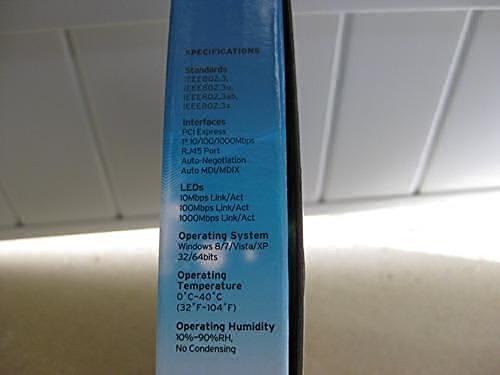 SPECIFICATIONS
Standards
IEEE802.3,
IEEE802.3u,
IEEE802.3ab,
IEEE802.3x
Interfaces
PCI Express
1* 10/100/1000Mbps
RJ45 Port
Auto-Negotiation
Auto MDI/MDIX
LEDs
10Mbps Link/Act
100Mbps Link/Act
1000Mbps Link/Act
Operating System
Windows 8/7/Vista/XP
32/64bits
Operating
Temperature
0°C~40°C
(32°F~104°F)
Operating Humidity
10%~90%RH,
No Condensing